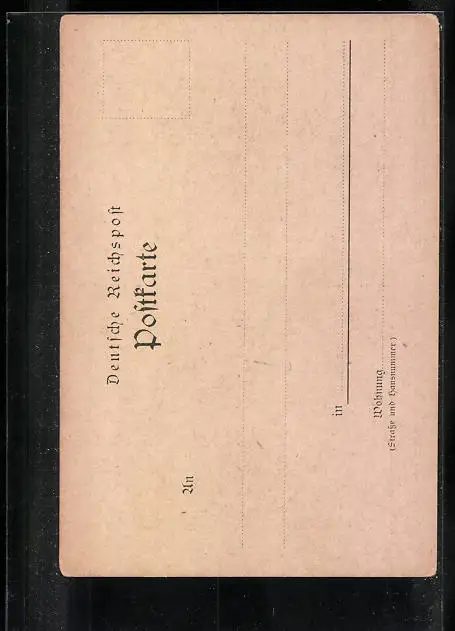 Deutsche Reichspost
Postkarte
An
in
Wohnung
(Straße und Hausnummer)